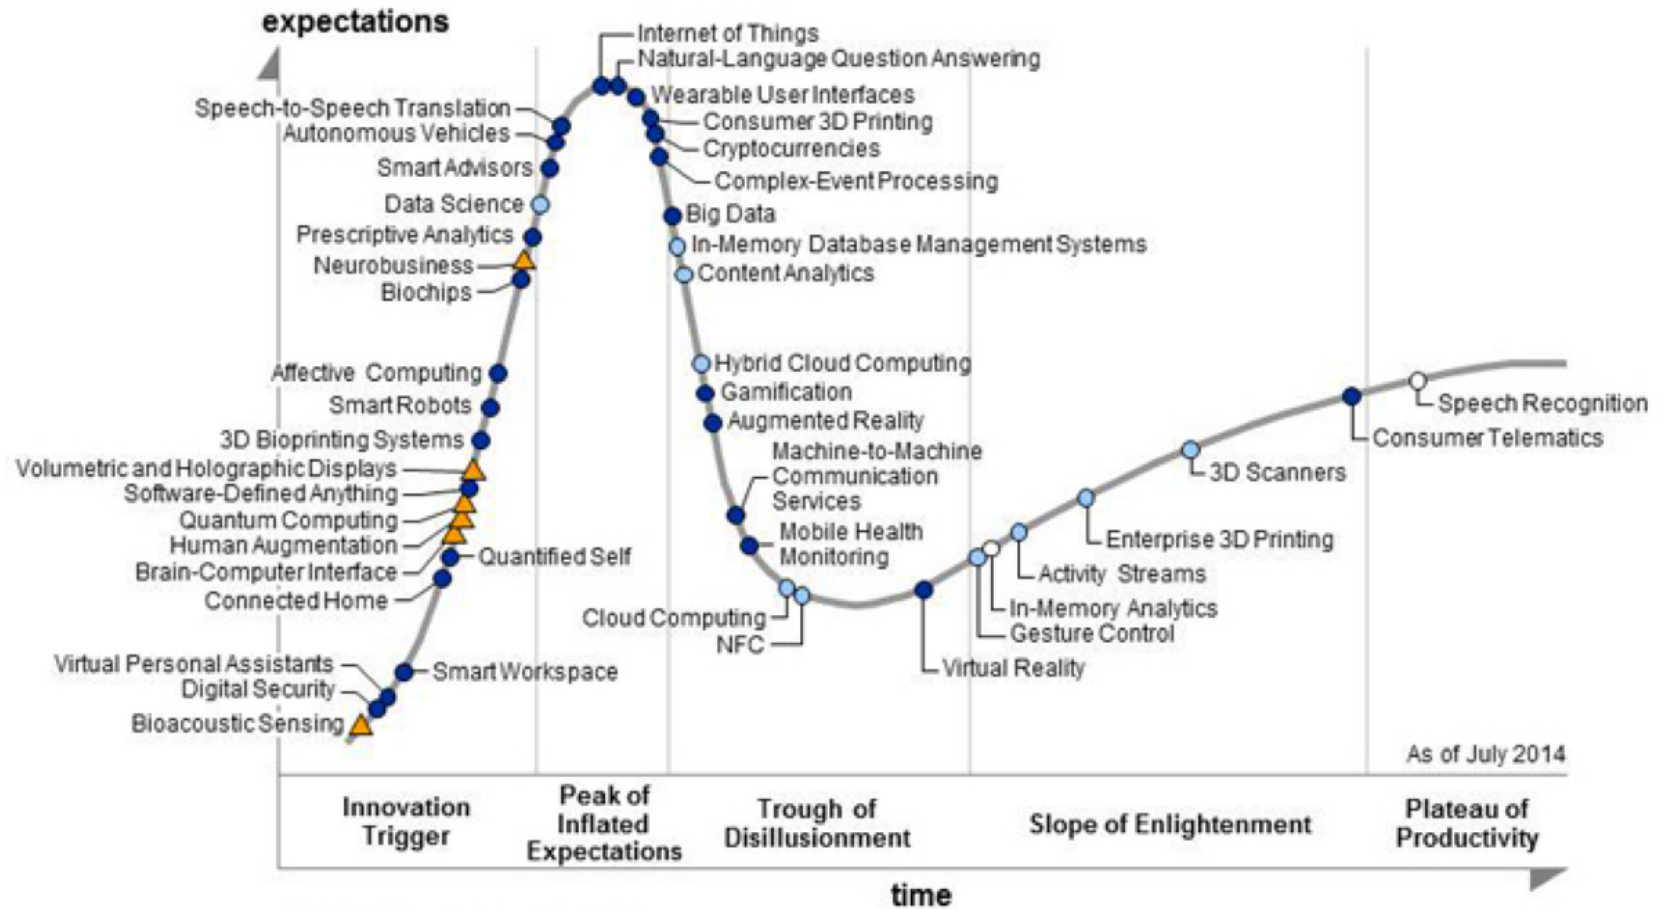 expectations
Internet of Things
Natural-Language Question Answering
Wearable User Interfaces
Consumer 3D Printing
Cryptocurrencies
Complex-Event Processing
Speech-to-Speech Translation
Autonomous Vehicles
Smart Advisors
Data Science
Prescriptive Analytics
Neurobusiness
Biochips
Big Data
In-Memory Database Management Systems
Content Analytics
Affective Computing
Smart Robots
3D Bioprinting Systems
Volumetric and Holographic Displays
Software-Defined Anything
Quantum Computing
Human Augmentation
Brain-Computer Interface
Connected Home
Quantified Self
Hybrid Cloud Computing
Gamification
Augmented Reality
Machine-to-Machine
Communication
Services
Mobile Health
Monitoring
Cloud Computing
NFC
Virtual Personal Assistants
Digital Security
Bioacoustic Sensing
Smart Workspace
Speech Recognition
Consumer Telematics
3D Scanners
Enterprise 3D Printing
Activity Streams
In-Memory Analytics
Gesture Control
Virtual Reality
As of July 2014
Innovation
Trigger
Peak of
Inflated
Expectations
Trough of
Disillusionment
Slope of Enlightenment
Plateau of
Productivity
time